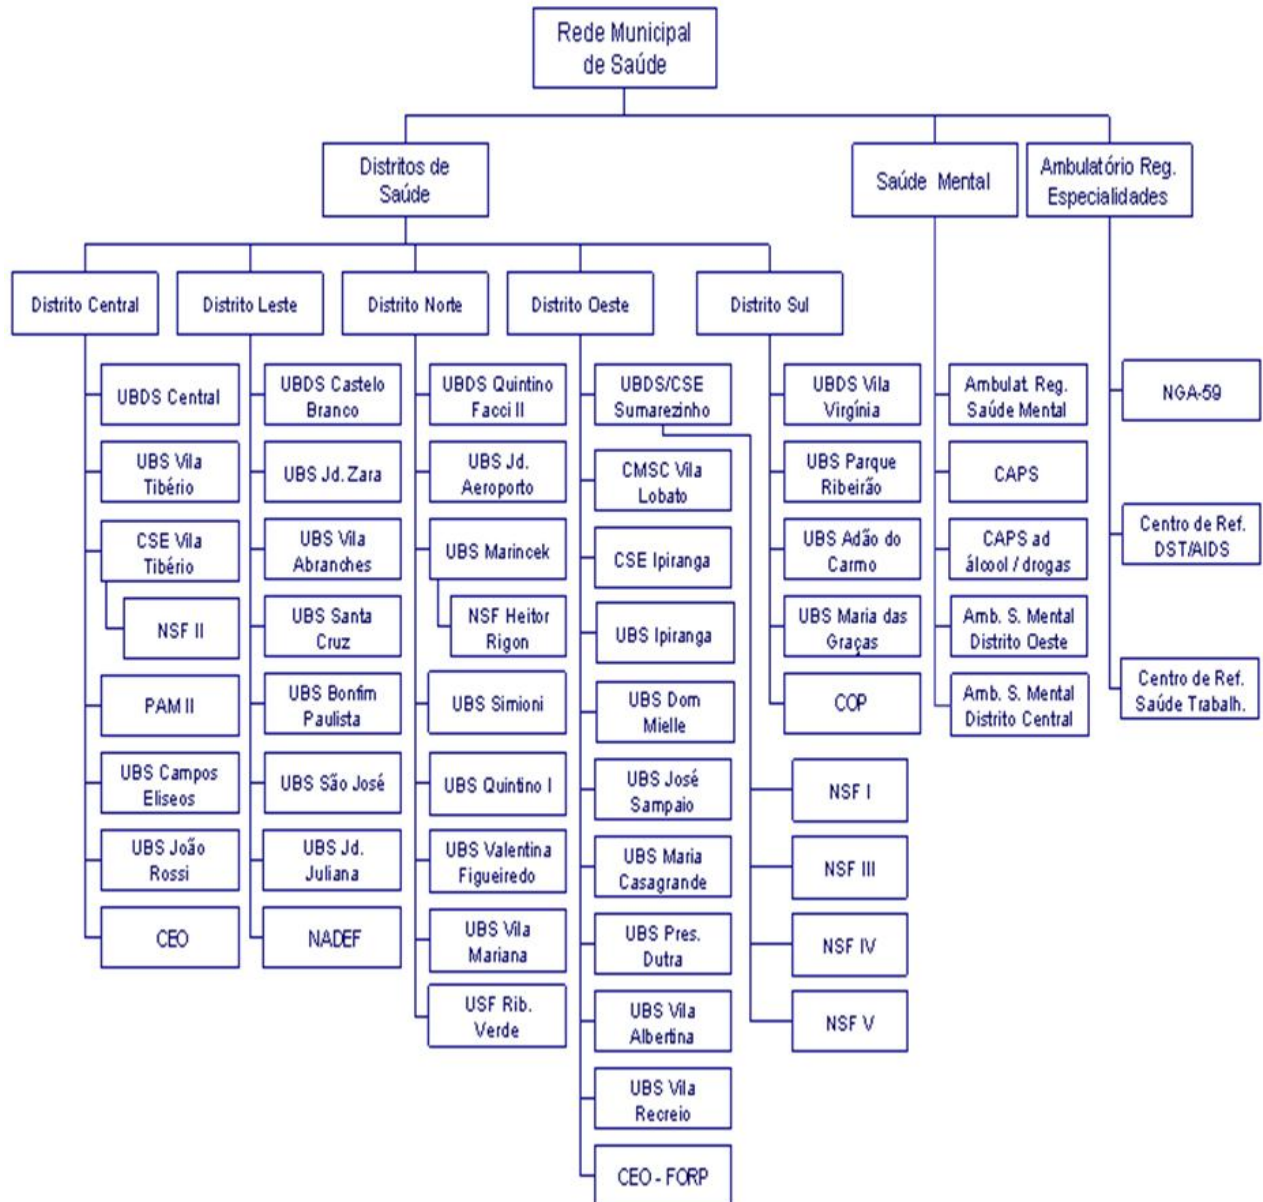 Rede Municipal
de Saúde
Distritos de
Saúde
Saúde Mental
Ambulatório Reg.
Especialidades
Distrito Central
Distrito Leste
Distrito Norte
Distrito Oeste
Distrito Sul
UBDS Central
UBS Vila
Tibério
CSE Vila
Tibério
NSF II
PAM II
UBS Campos
Eliseos
UBS João
Rossi
CEO
UBDS Castelo
Branco
UBS Jd. Zara
UBS Vila
Abranches
UBS Santa
Cruz
UBS Bonfim
Paulista
UBS São José
UBS Jd.
Juliana
NADEF
UBDS Quintino
Facci II
UBS Jd.
Aeroporto
UBS Marincek
NSF Heitor
Rigon
UBS Simioni
UBS Quintino I
UBS Valentina
Figueiredo
UBS Vila
Mariana
USF Rib.
Verde
UBDS/CSE
Sumarezinho
CMSC Vila
Lobato
CSE Ipiranga
UBS Ipiranga
UBS Dom
Mielle
UBS José
Sampaio
UBS Maria
Casagrande
UBS Pres.
Dutra
UBS Vila
Albertina
UBS Vila
Recreio
CEO - FORP
UBDS Vila
Virgínia
UBS Parque
Ribeirão
UBS Adão do
Carmo
UBS Maria das
Graças
COP
NSF I
NSF III
NSF IV
NSF V
Ambulat. Reg.
Saúde Mental
CAPS
CAPS ad
álcool / drogas
Amb. S. Mental
Distrito Oeste
Amb. S. Mental
Distrito Central
NGA-59
Centro de Ref.
DST/AIDS
Centro de Ref.
Saúde Trabalh.